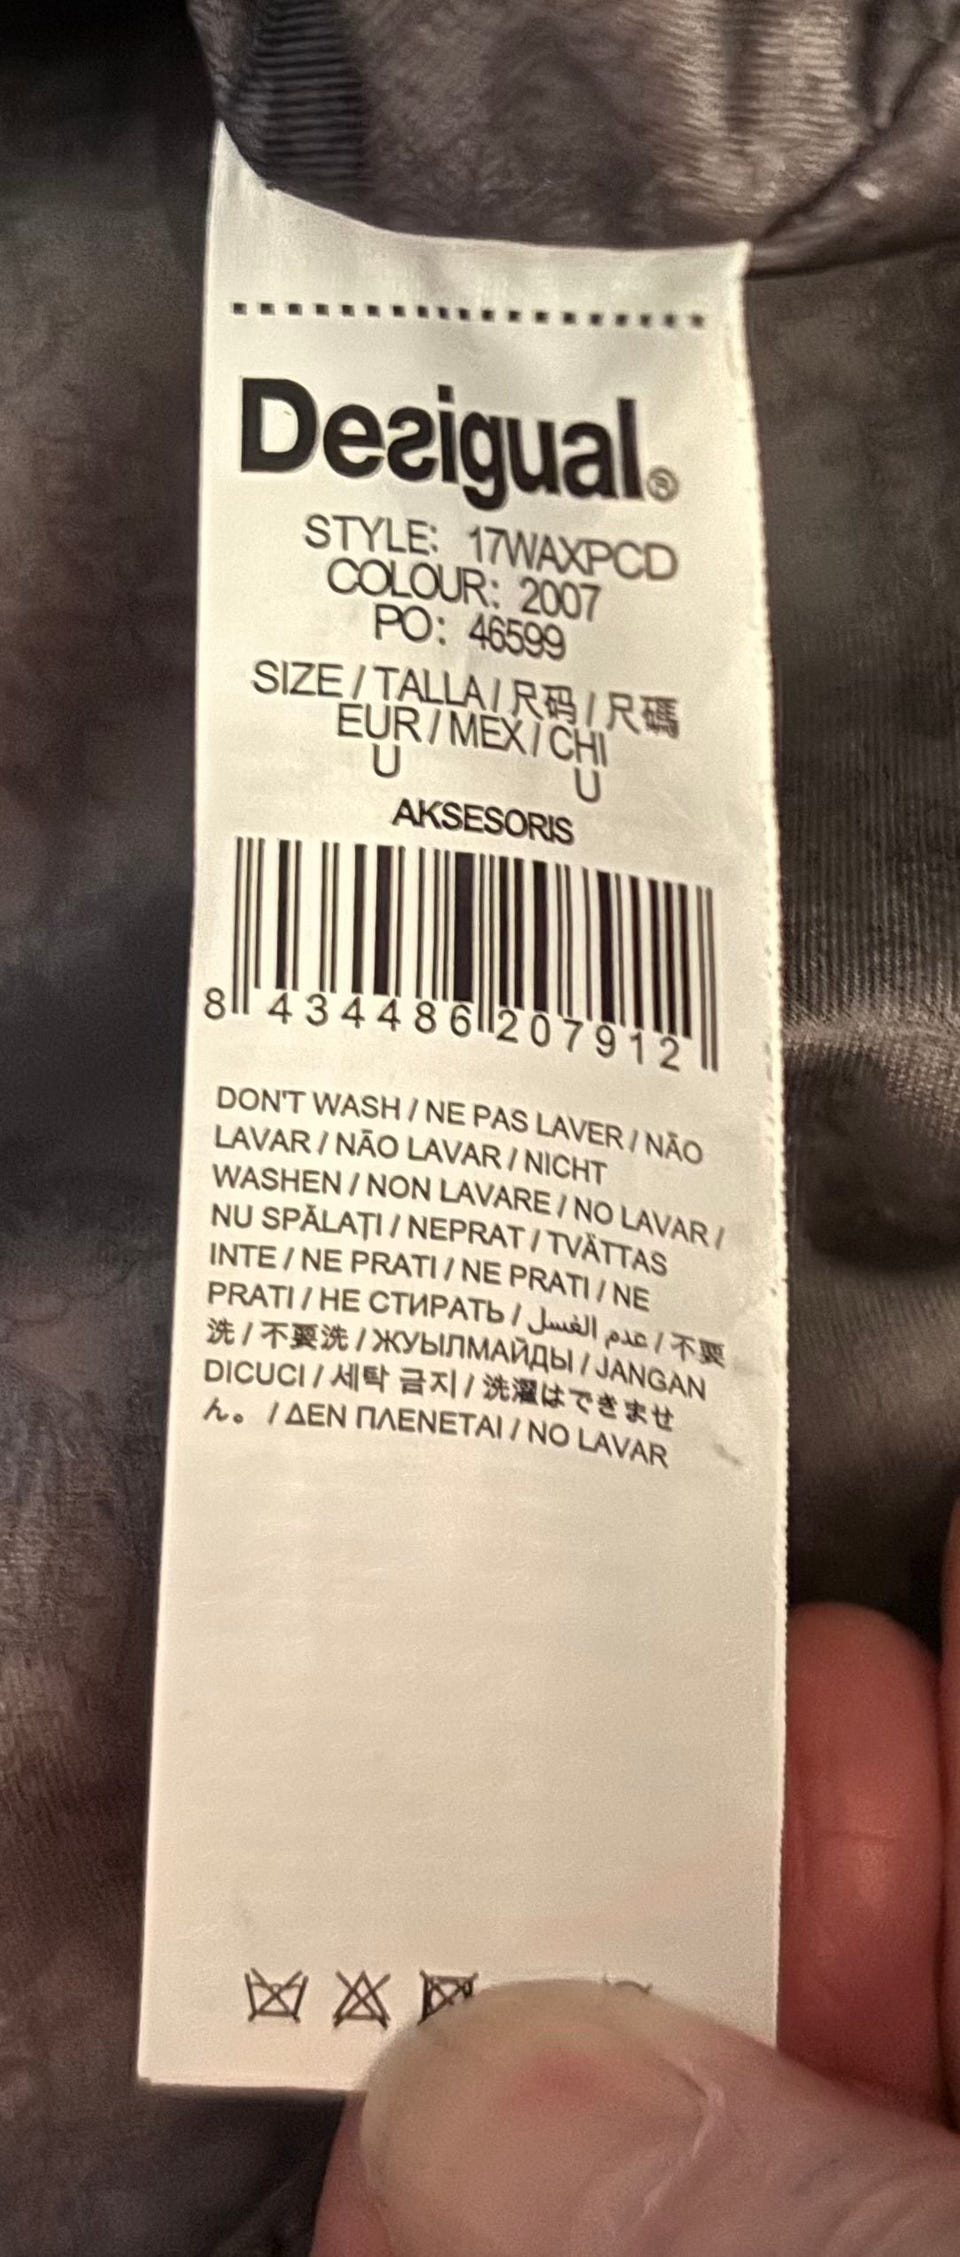 Desigual®
STYLE: 17WAXPCD
COLOUR: 2007
PO: 46599
SIZE / TALLA / 尺码 / 尺碼
EUR / MEX / CHI
U U
AKSESORIS
8 434486 207912
DON'T WASH / NE PAS LAVER / NÃO
LAVAR / NÃO LAVAR / NICHT
WASHEN / NON LAVARE / NO LAVAR /
NU SPĂLAȚI / NEPRAT / TVÄTTAS
INTE / NE PRATI / NE PRATI / NE
PRATI / НЕ СТИРАТЬ / عدم الغسل / 不要
洗 / 不要洗 / ЖУЫЛМАЙДЫ / JANGAN
DICUCI / 세탁 금지 / 洗濯はできませ
ん。 / ΔΕΝ ΠΛΕΝΕΤΑΙ / NO LAVAR